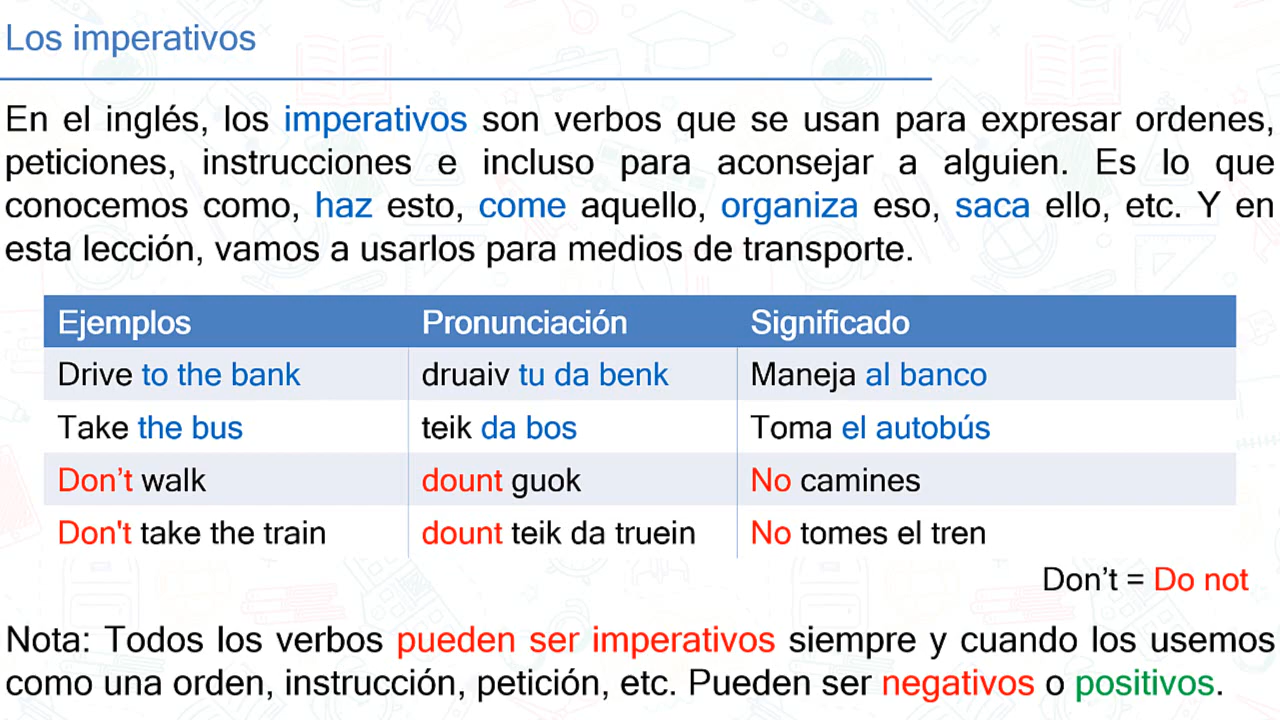 Los imperativos
En el inglés, los imperativos son verbos que se usan para expresar ordenes,
peticiones, instrucciones e incluso para aconsejar a alguien. Es lo que
conocemos como, haz esto, come aquello, organiza eso, saca ello, etc. Y en
esta lección, vamos a usarlos para medios de transporte.
Ejemplos Pronunciación Significado
Drive to the bank druaiv tu da benk Maneja al banco
Take the bus teik da bos Toma el autobús
Don’t walk dount guok No camines
Don't take the train dount teik da truein No tomes el tren
Don’t = Do not
Nota: Todos los verbos pueden ser imperativos siempre y cuando los usemos
como una orden, instrucción, petición, etc. Pueden ser negativos o positivos.